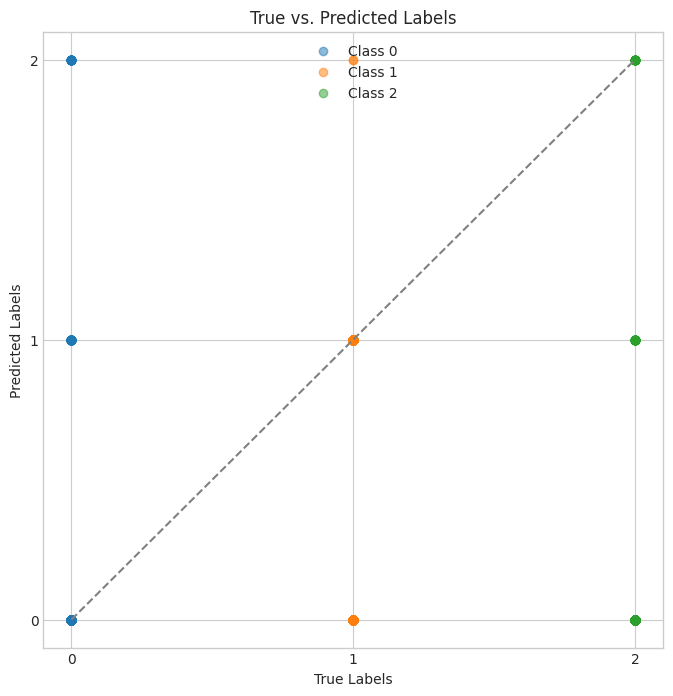 True vs. Predicted Labels
Class 0
Class 1
Class 2
2
1
0
Predicted Labels
0
1
2
True Labels